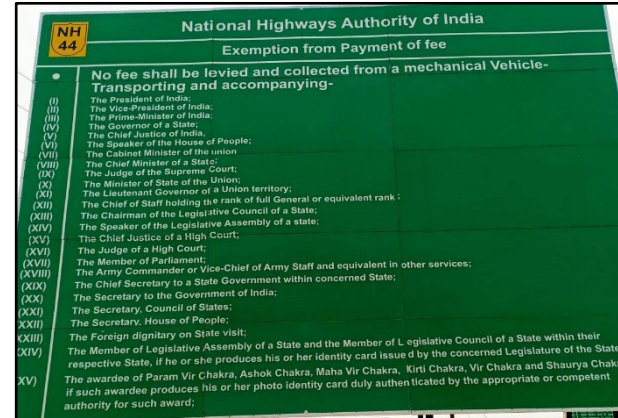 NH
44
National Highways Authority of India
Exemption from Payment of fee
• No fee shall be levied and collected from a mechanical Vehicle-
Transporting and accompanying-
(I) The President of India;
(II) The Vice-President of India;
(III) The Prime-Minister of India;
(IV) The Governor of a State;
(V) The Chief Justice of India,
(VI) The Speaker of the House of People;
(VII) The Cabinet Minister of the union
(VIII) The Chief Minister of a State;
(IX) The Judge of the Supreme Court;
(X) The Minister of State of the Union;
(XI) The Lieutenant Governor of a Union territory;
(XII) The Chief of Staff holding the rank of full General or equivalent rank;
(XIII) The Chairman of the Legislative Council of a State;
(XIV) The Speaker of the Legislative Assembly of a state;
(XV) The Chief Justice of a High Court;
(XVI) The Judge of a High Court;
(XVII) The Member of Parliament;
(XVIII) The Army Commander or Vice-Chief of Army Staff and equivalent in other services;
(XIX) The Chief Secretary to a State Government within concerned State;
(XX) The Secretary to the Government of India;
(XXI) The Secretary, Council of States;
(XXII) The Secretary, House of People;
XXIII) The Foreign dignitary on State visit;
XXIV) The Member of Legislative Assembly of a State and the Member of Legislative Council of a State within their
respective State, if he or she produces his or her identity card issued by the concerned Legislature of the State
XXV) The awardee of Param Vir Chakra, Ashok Chakra, Maha Vir Chakra, Kirti Chakra, Vir Chakra and Shaurya Chakra
if such awardee produces his or her photo identity card duly authenticated by the appropriate or competent
authority for such award;